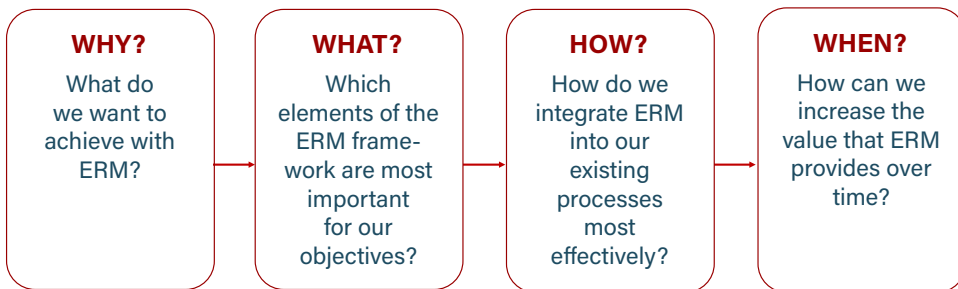 WHY?
What do
we want to
achieve with
ERM?
WHAT?
Which
elements of the
ERM frame-
work are most
important
for our
objectives?
HOW?
How do we
integrate ERM
into our
existing
processes
most
effectively?
WHEN?
How can we
increase the
value that ERM
provides over
time?